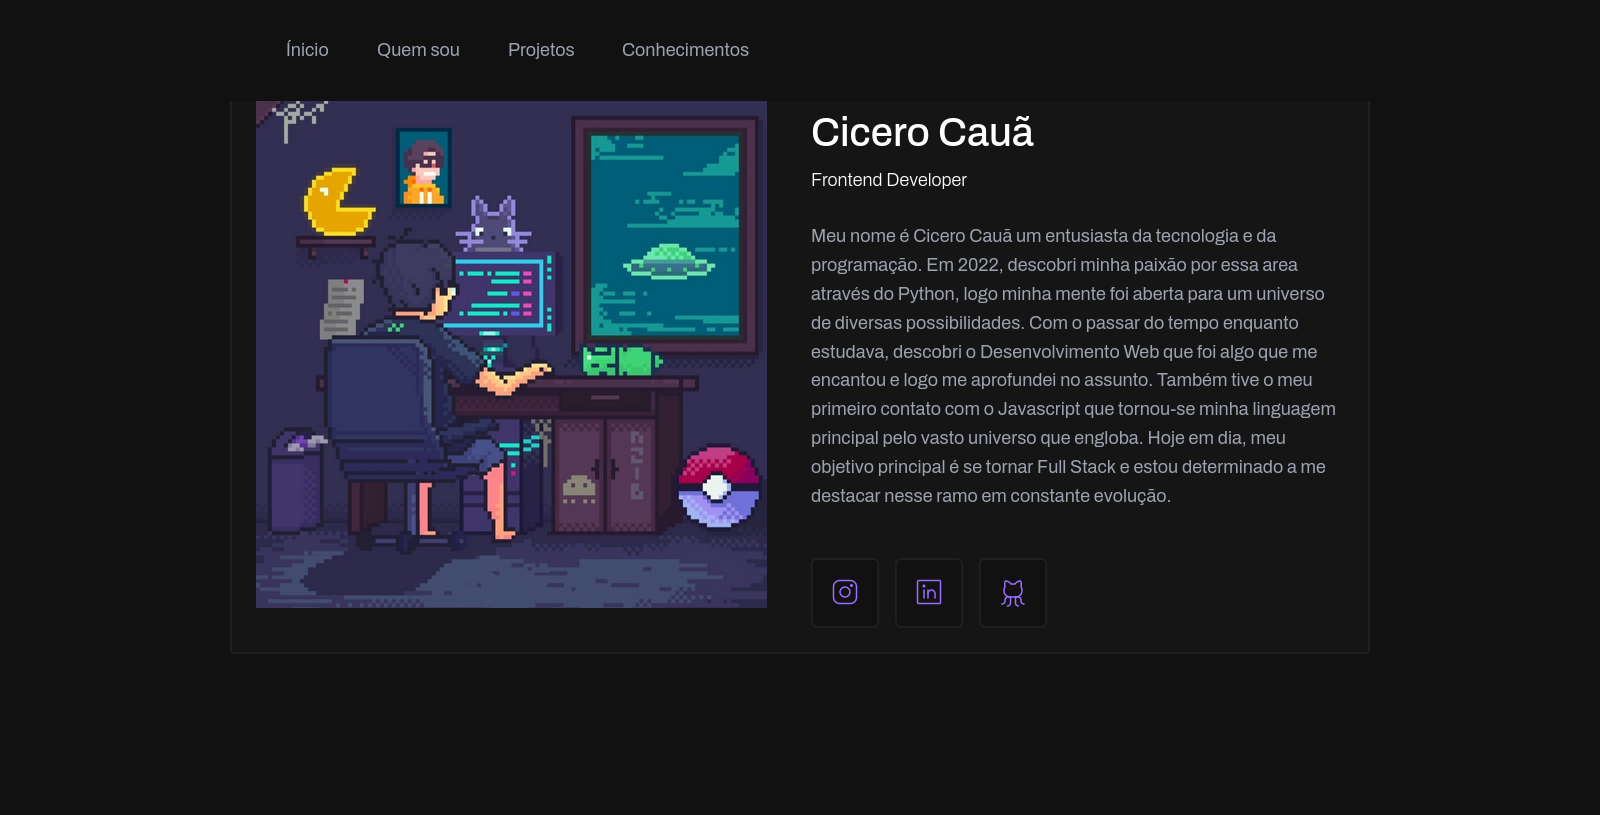 Ínicio
Quem sou
Projetos
Conhecimentos
Cicero Cauã
Frontend Developer
Meu nome é Cicero Cauã um entusiasta da tecnologia e da
programação. Em 2022, descobri minha paixão por essa area
através do Python, logo minha mente foi aberta para um universo
de diversas possibilidades. Com o passar do tempo enquanto
estudava, descobri o Desenvolvimento Web que foi algo que me
encantou e logo me aprofundei no assunto. Também tive o meu
primeiro contato com o Javascript que tornou-se minha linguagem
principal pelo vasto universo que engloba. Hoje em dia, meu
objetivo principal é se tornar Full Stack e estou determinado a me
destacar nesse ramo em constante evolução.
in